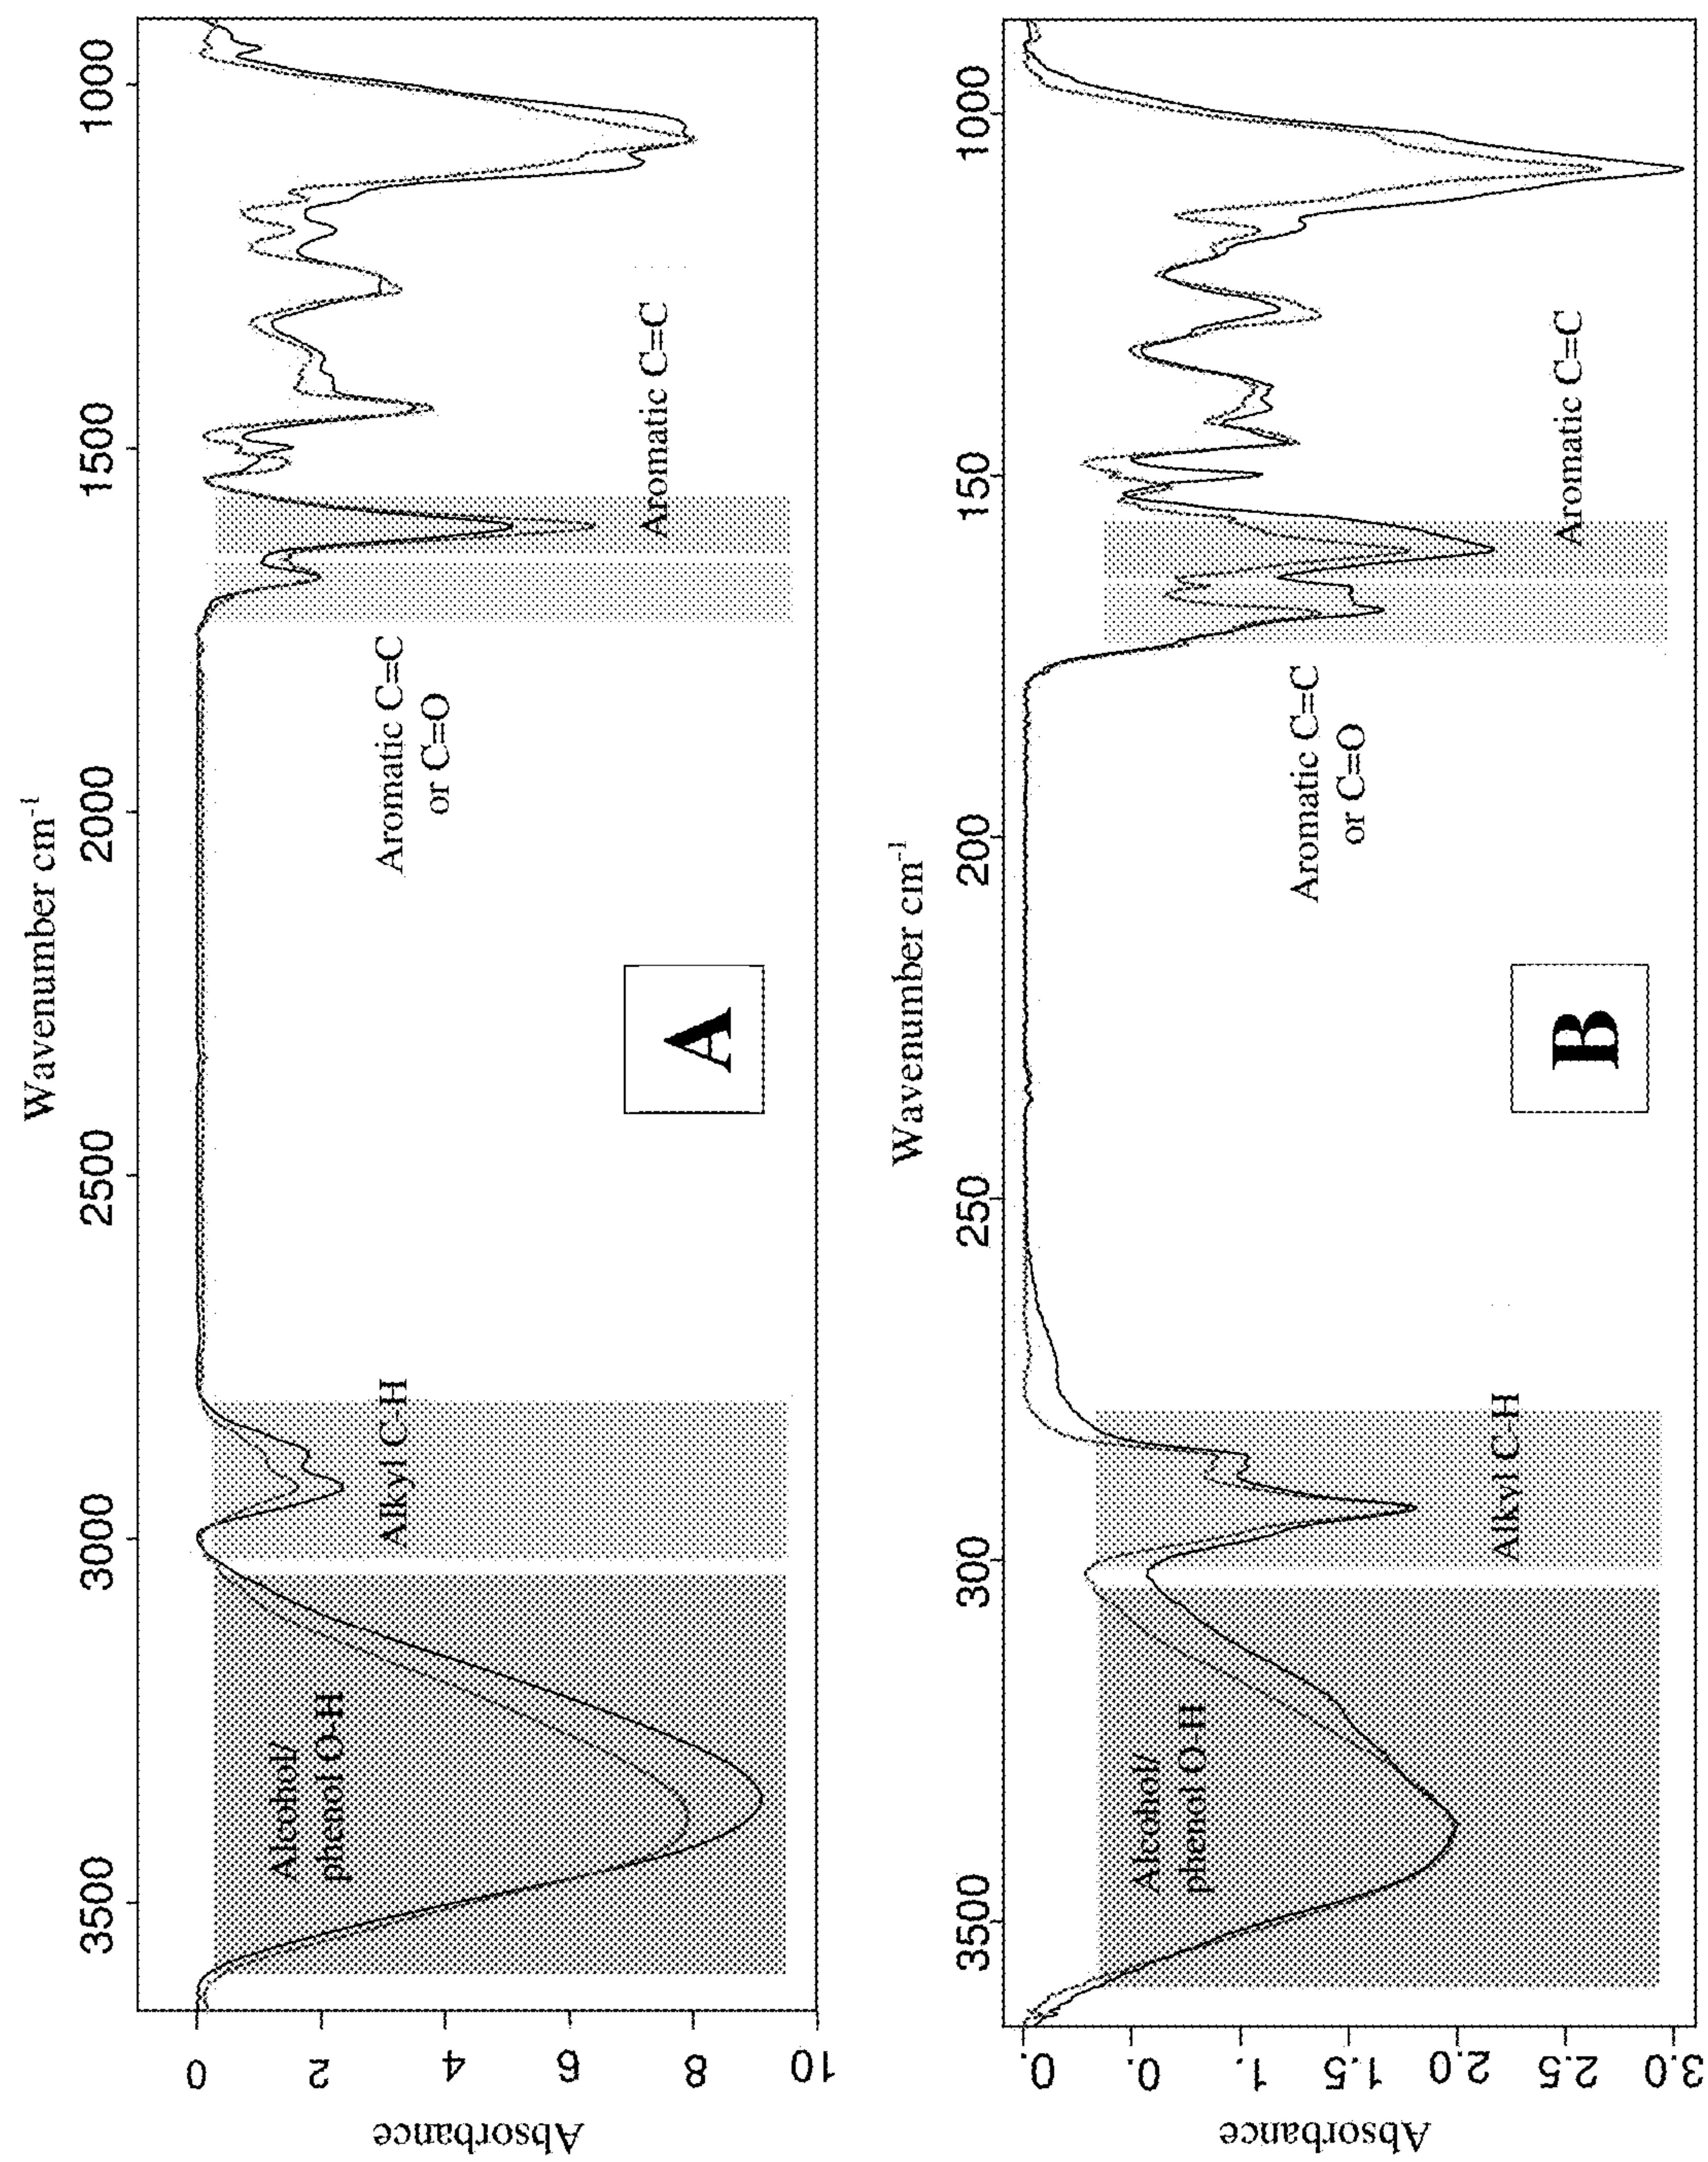 Wavenumber cm-1
3500
3000
2500
2000
1500
1000
Absorbance
0
2
4
6
8
10
Alcohol/
phenol O-H
Alkyl C-H
Aromatic C=C
or C=O
Aromatic C=C
A
Wavenumber cm-1
3500
300
250
200
150
1000
Absorbance
0.
0.
1.
1.5
2.0
2.5
3.0
Alcohol/
phenol O-H
Alkyl C-H
Aromatic C=C
or C=O
Aromatic C=C
B